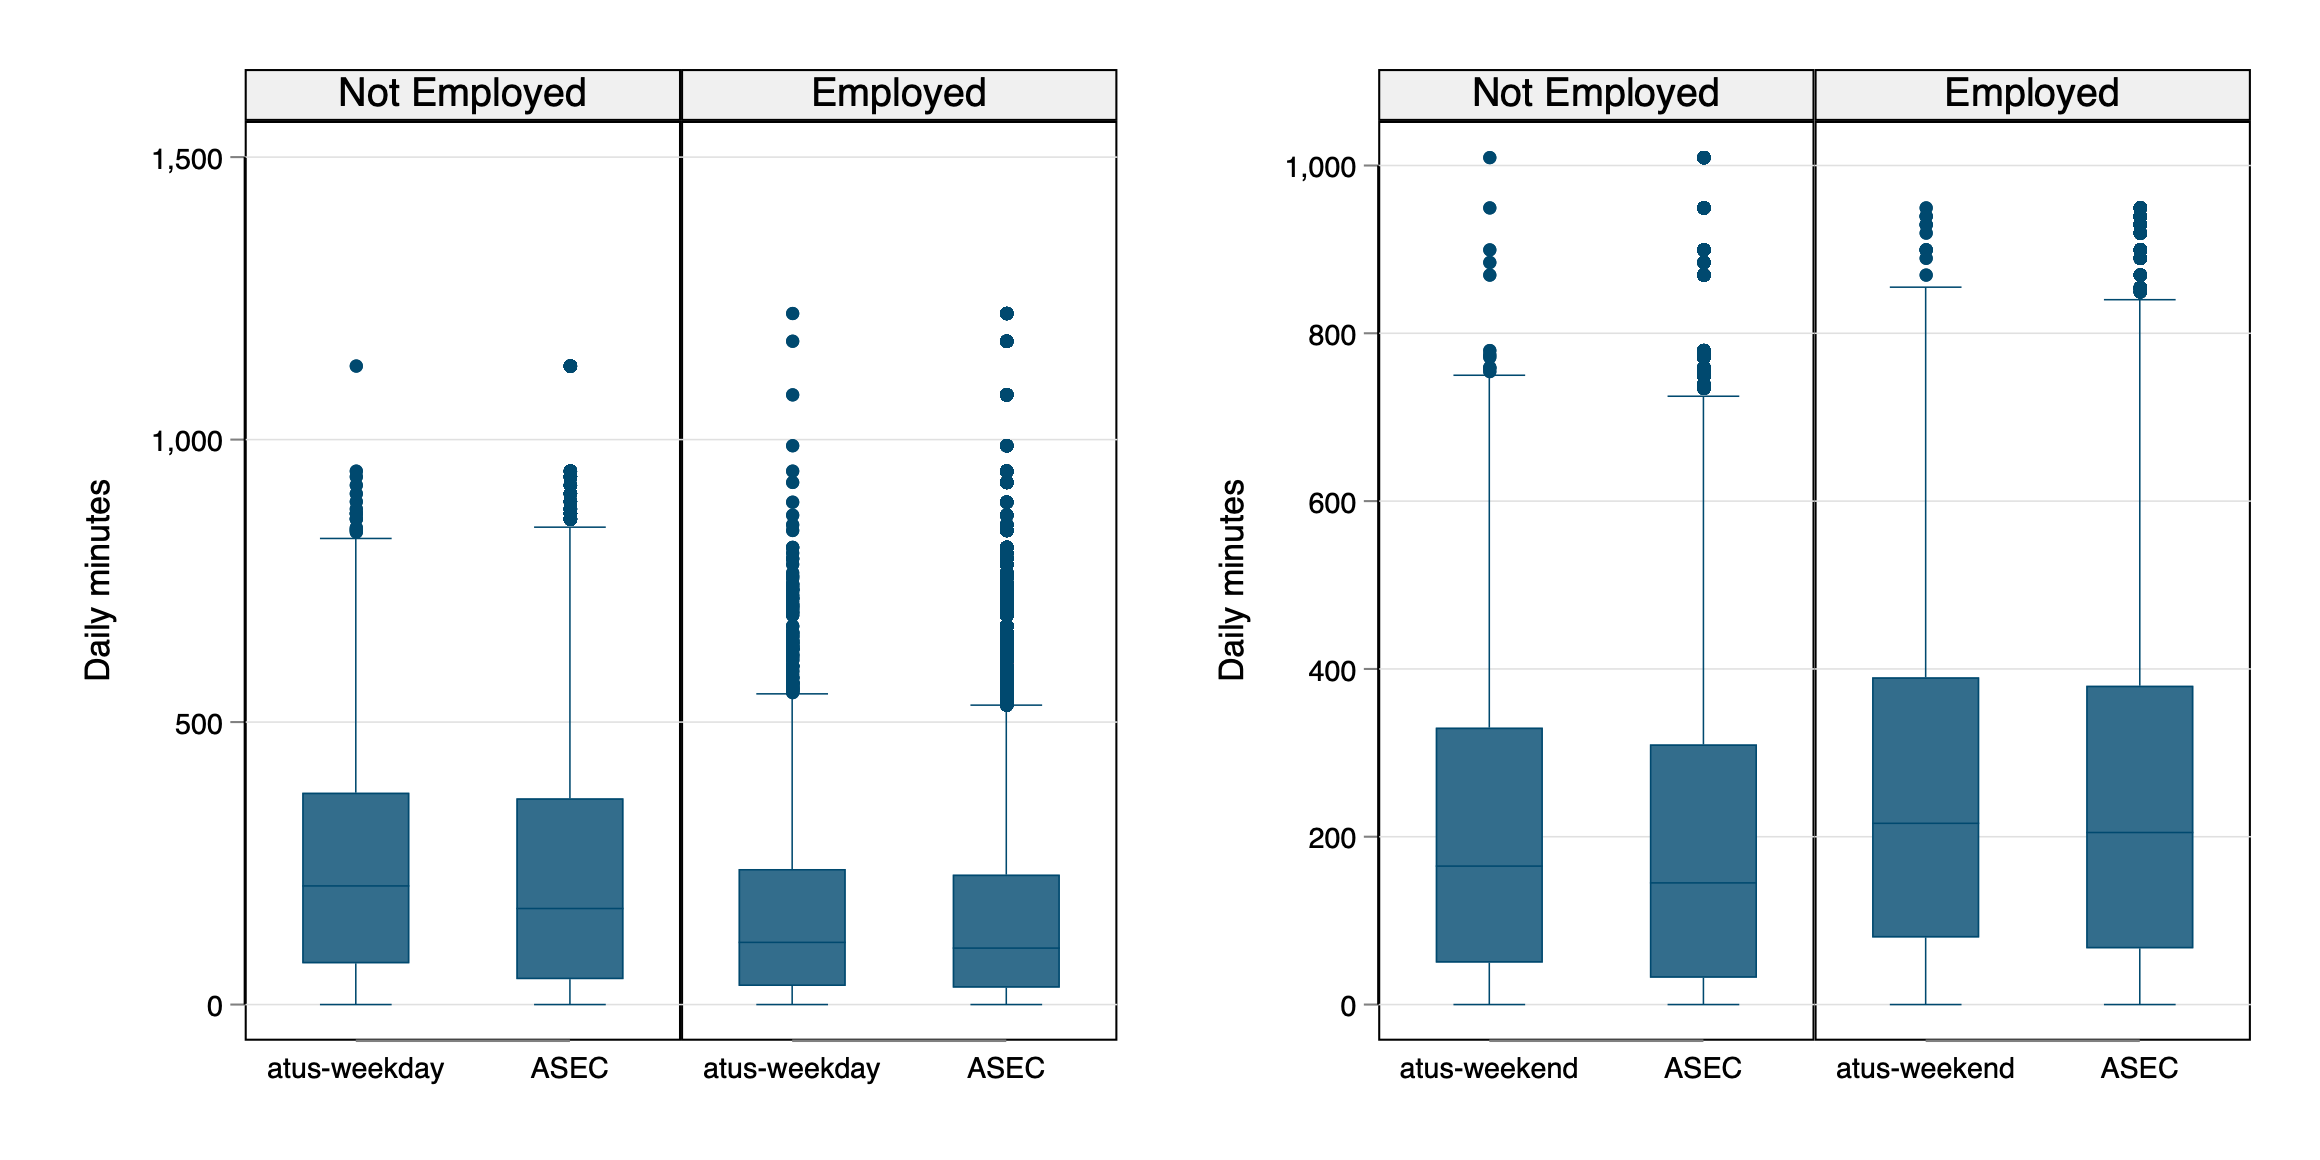 Not Employed
Employed
1,500
1,000
500
0
Daily minutes
atus-weekday
ASEC
atus-weekday
ASEC
Not Employed
Employed
1,000
800
600
400
200
0
Daily minutes
atus-weekend
ASEC
atus-weekend
ASEC